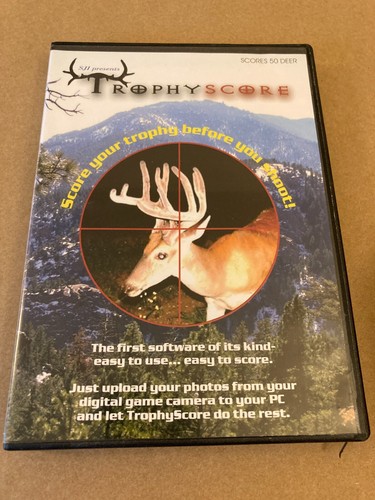 SCORES 50 DEER
SJI presents
TROPHYSCORE
Score your trophy before you shoot!
The first software of its kind-
easy to use... easy to score.
Just upload your photos from your
digital game camera to your PC
and let TrophyScore do the rest.